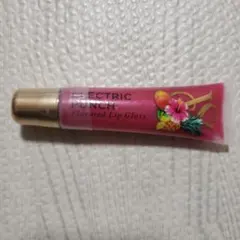 ELECTRIC
PUNCH
Flavored Lip Gloss